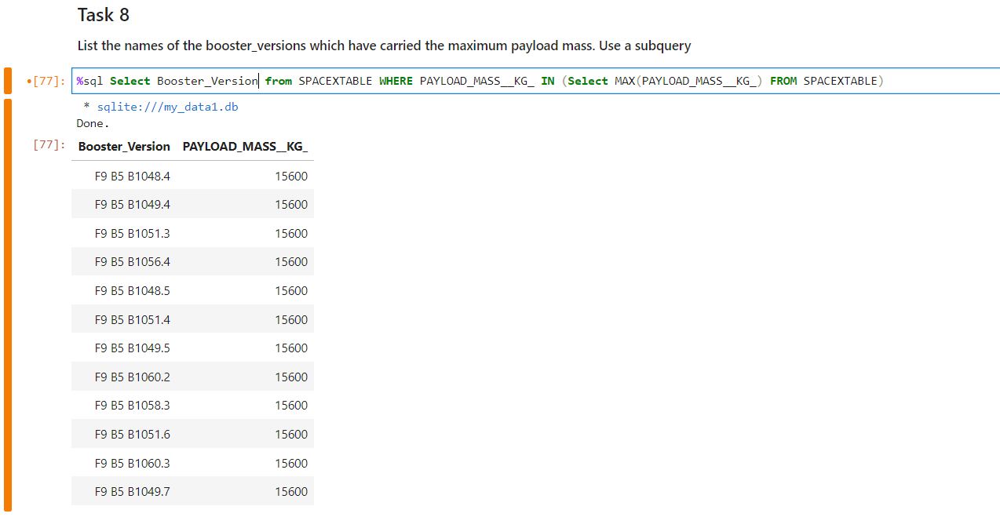 Task 8
List the names of the booster_versions which have carried the maximum payload mass. Use a subquery
•[77]: %sql Select Booster_Version from SPACEXTABLE WHERE PAYLOAD_MASS__KG_ IN (Select MAX(PAYLOAD_MASS__KG_) FROM SPACEXTABLE)
* sqlite:///my_data1.db
Done.
[77]: Booster_Version PAYLOAD_MASS__KG_
F9 B5 B1048.4 15600
F9 B5 B1049.4 15600
F9 B5 B1051.3 15600
F9 B5 B1056.4 15600
F9 B5 B1048.5 15600
F9 B5 B1051.4 15600
F9 B5 B1049.5 15600
F9 B5 B1060.2 15600
F9 B5 B1058.3 15600
F9 B5 B1051.6 15600
F9 B5 B1060.3 15600
F9 B5 B1049.7 15600